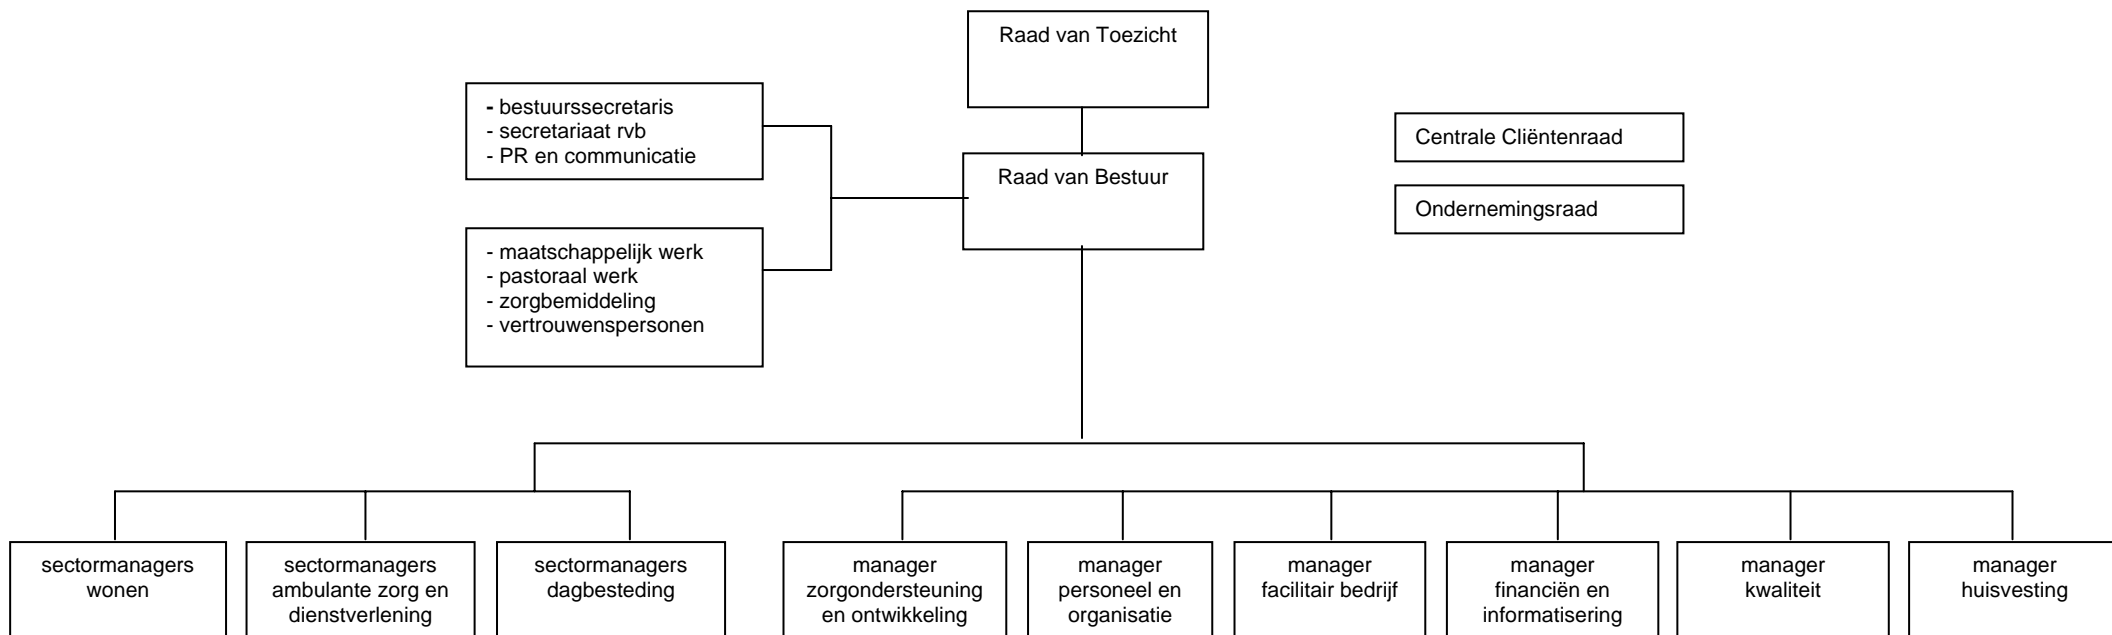 Raad van Toezicht
- bestuurssecretaris
- secretariaat rvb
- PR en communicatie
Centrale Cliëntenraad
Raad van Bestuur
Ondernemingsraad
- maatschappelijk werk
- pastoraal werk
- zorgbemiddeling
- vertrouwenspersonen
sectormanagers
wonen
sectormanagers
ambulante zorg en
dienstverlening
sectormanagers
dagbesteding
manager
zorgondersteuning
en ontwikkeling
manager
personeel en
organisatie
manager
facilitair bedrijf
manager
financiën en
informatisering
manager
kwaliteit
manager
huisvesting